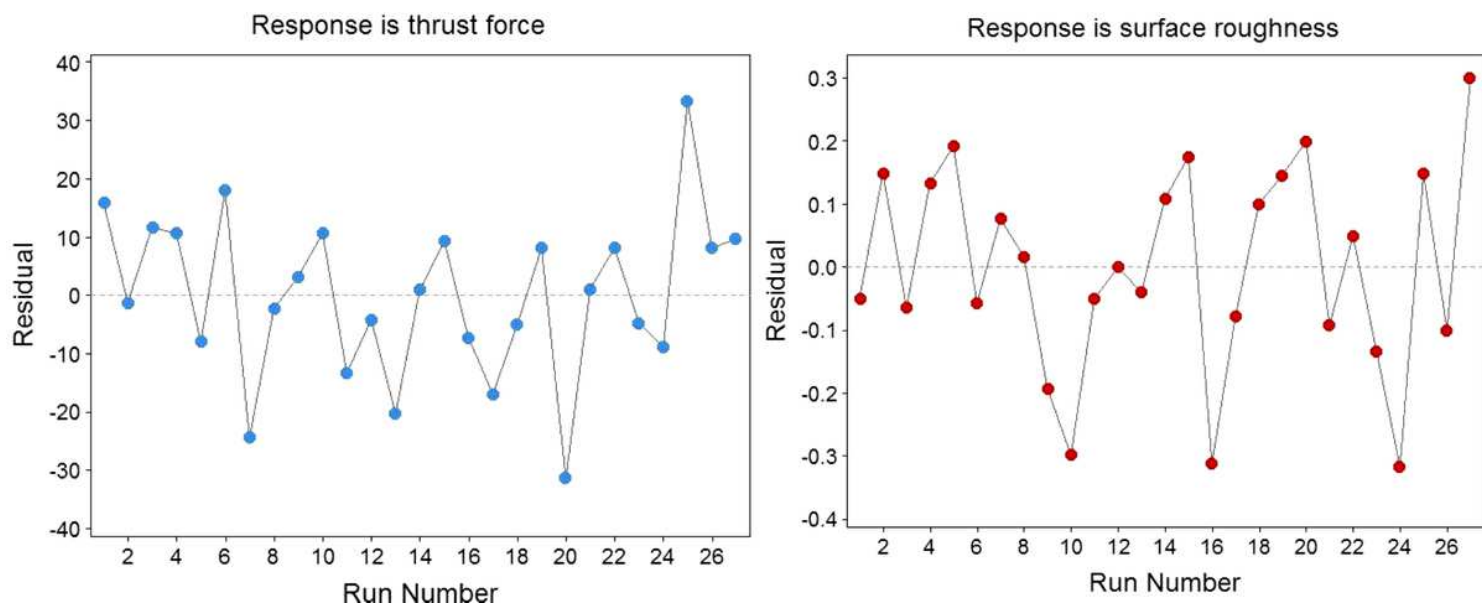 Response is thrust force
40
30
20
10
0
-10
-20
-30
-40
Residual
2 4 6 8 10 12 14 16 18 20 22 24 26
Run Number
Response is surface roughness
0.3
0.2
0.1
0.0
-0.1
-0.2
-0.3
-0.4
Residual
2 4 6 8 10 12 14 16 18 20 22 24 26
Run Number